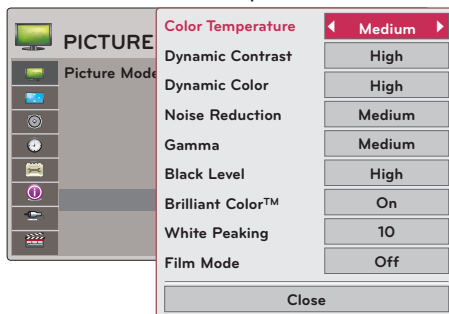 PICTURE
Picture Mode
Color Temperature Medium
Dynamic Contrast High
Dynamic Color High
Noise Reduction Medium
Gamma Medium
Black Level High
Brilliant Color™ On
White Peaking 10
Film Mode Off
Close